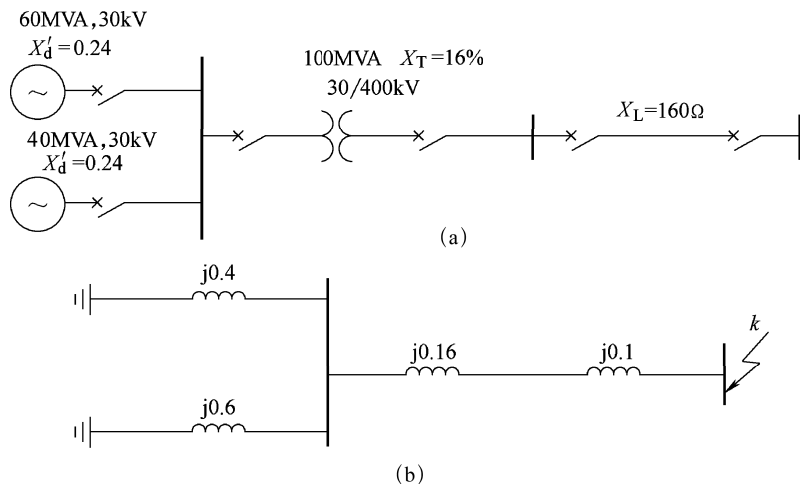 60MVA,30kV
X′d=0.24
100MVA XT=16%
30/400kV
XL=160Ω
40MVA,30kV
X′d=0.24
~
~
(a)
j0.4
k
j0.16
j0.1
j0.6
(b)